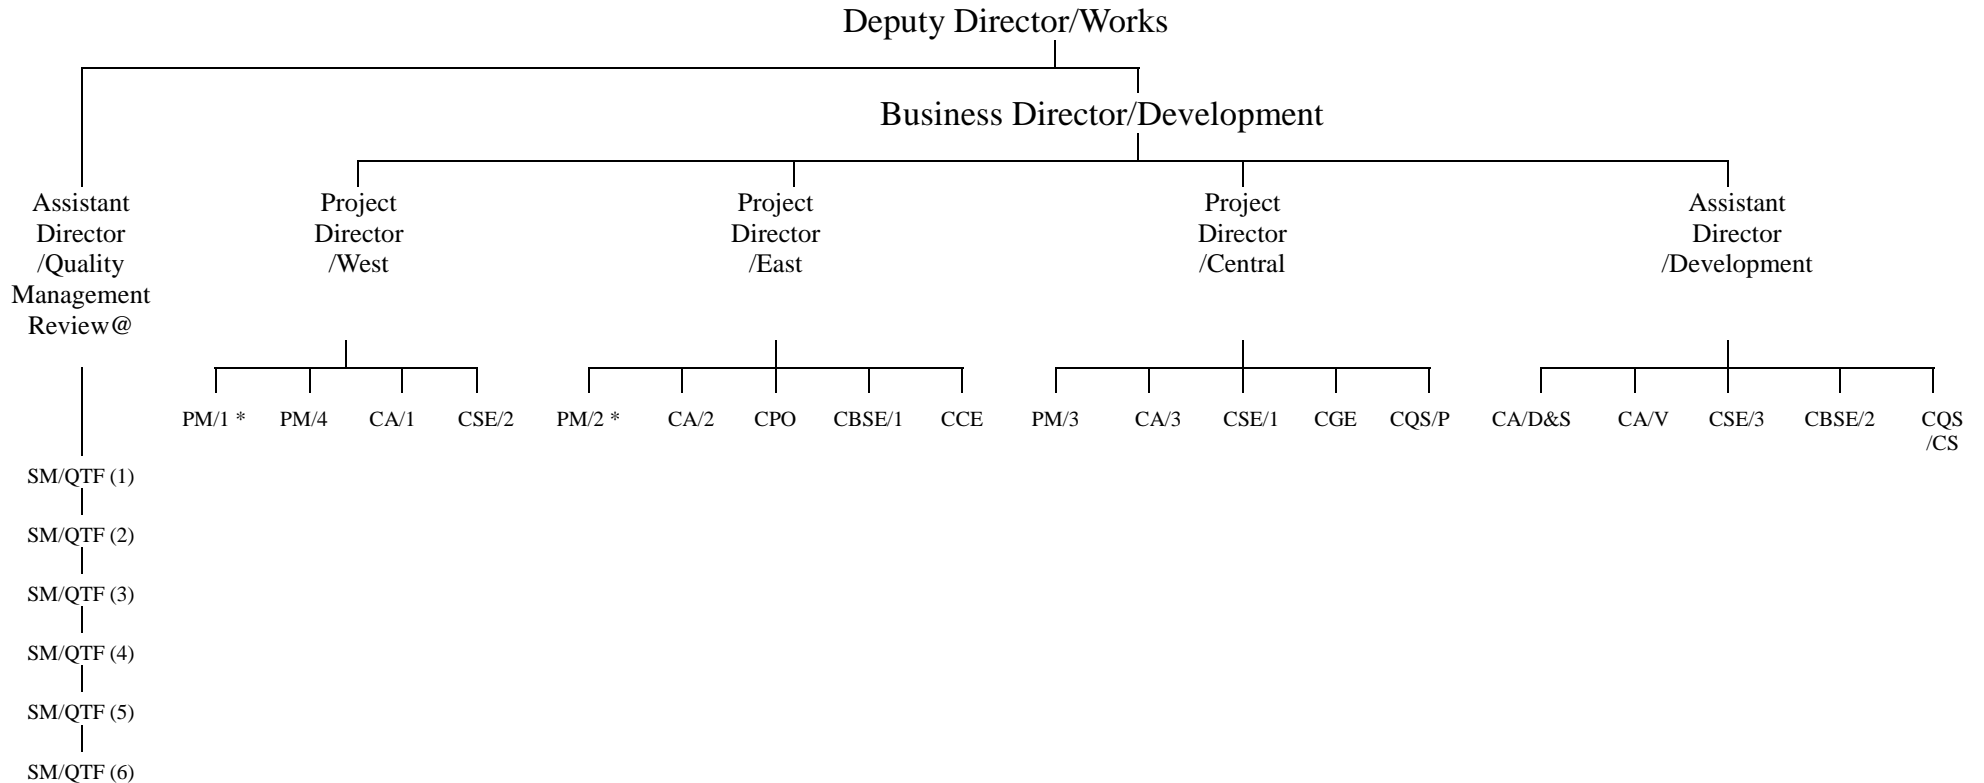 Deputy Director/Works
Business Director/Development
Assistant
Director
/Quality
Management
Review@
Project
Director
/West
Project
Director
/East
Project
Director
/Central
Assistant
Director
/Development
PM/1 *
PM/4
CA/1
CSE/2
PM/2 *
CA/2
CPO
CBSE/1
CCE
PM/3
CA/3
CSE/1
CGE
CQS/P
CA/D&S
CA/V
CSE/3
CBSE/2
CQS
/CS
SM/QTF (1)
SM/QTF (2)
SM/QTF (3)
SM/QTF (4)
SM/QTF (5)
SM/QTF (6)